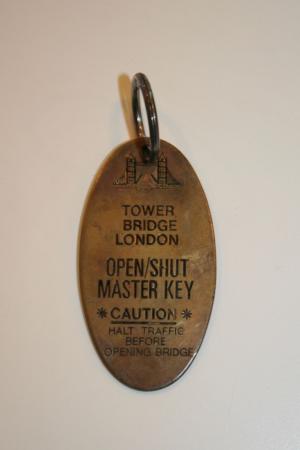 TOWER
BRIDGE
LONDON
OPEN/SHUT
MASTER KEY
* CAUTION *
HALT TRAFFIC
BEFORE
OPENING BRIDGE